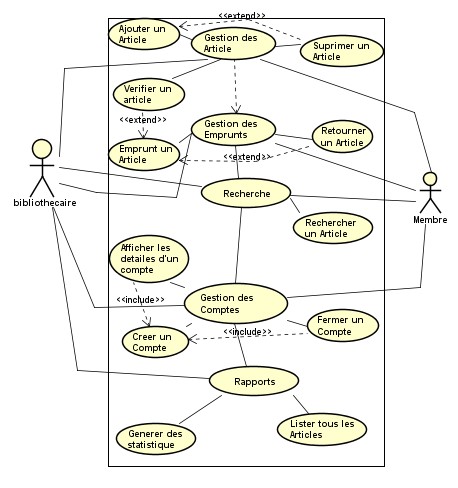 <<extend>>
Ajouter un
Article
Gestion des
Article
Suprimer un
Article
Verifier un
article
<<extend>>
Gestion des
Emprunts
Retourner
un Article
Emprunt un
Article
<<extend>>
bibliothecaire
Recherche
Membre
Rechercher
un Article
Afficher les
detailes d'un
compte
<<include>>
Gestion des
Comptes
Fermer un
Compte
<<include>>
Creer un
Compte
Rapports
Generer des
statistique
Lister tous les
Articles